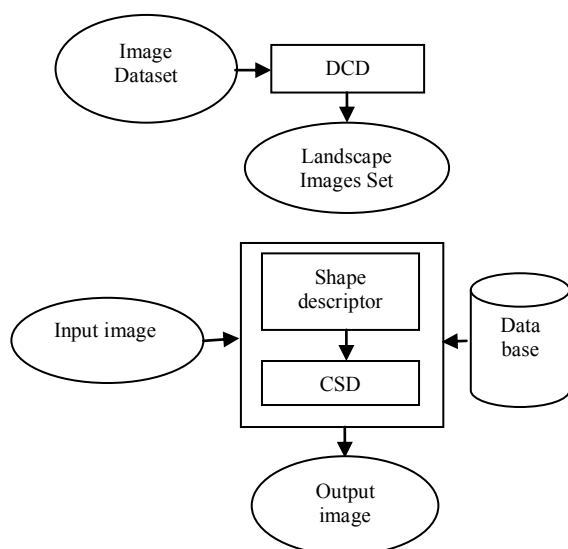 Image
Dataset
DCD
Landscape
Images Set
Shape
descriptor
Input image
Data
base
CSD
Output
image